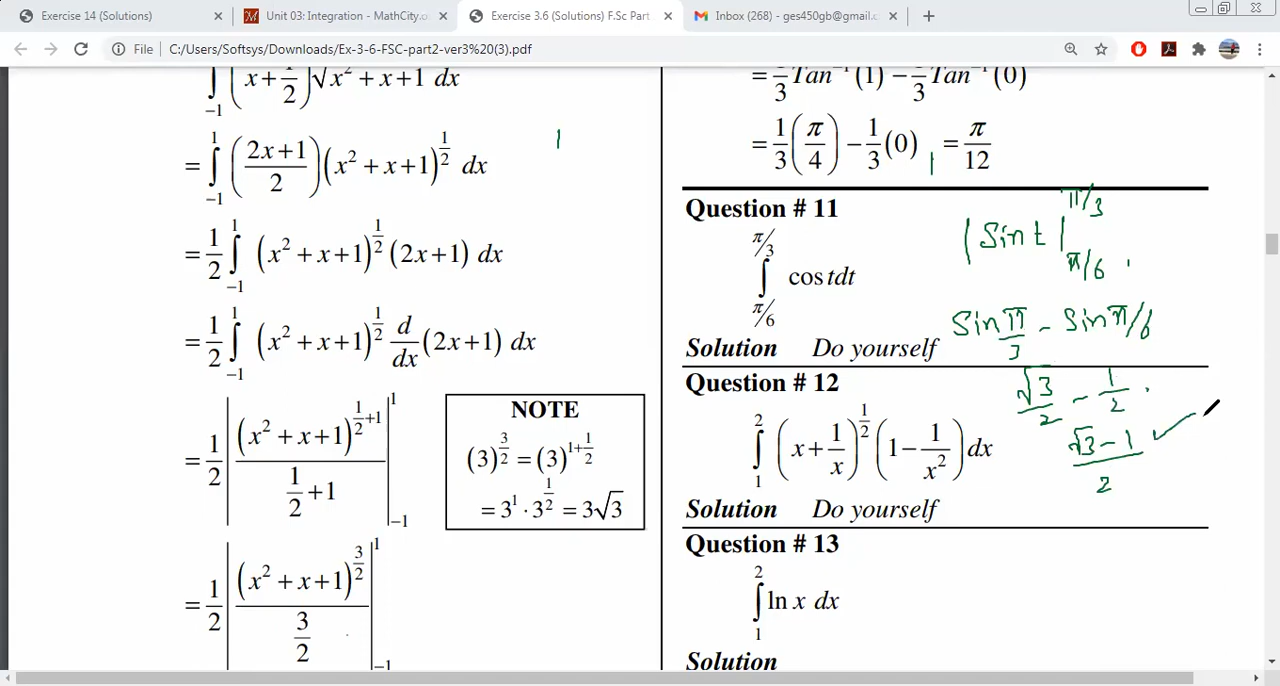 Exercise 14 (Solutions)
Unit 03: Integration - MathCity.o
Exercise 3.6 (Solutions) F.Sc Part
Inbox (268) - ges450gb@gmail.c
C:/Users/Softsys/Downloads/Ex-3-6-FSC-part2-ver3%20(3).pdf
∫_{-1} (x + 1/2) √x² + x + 1 dx
= ∫_{-1}^{1} ((2x+1)/2) (x² + x + 1)^{1/2} dx
= 1/2 ∫_{-1}^{1} (x² + x + 1)^{1/2} (2x+1) dx
= 1/2 ∫_{-1}^{1} (x² + x + 1)^{1/2} d/dx (2x+1) dx
= 1/2 | (x² + x + 1)^{1/2+1} / (1/2 + 1) |_{-1}^{1}
= 1/2 | (x² + x + 1)^{3/2} / (3/2) |_{-1}^{1}
NOTE
(3)^{3/2} = (3)^{1+1/2}
= 3¹ · 3^{1/2} = 3√3
= 1/3 Tan⁻¹(1) − 1/3 Tan⁻¹(0)
= 1/3 (π/4) − 1/3 (0) = π/12
Question # 11
∫_{π/6}^{π/3} cos t dt
|Sin t|_{π/6}^{π/3}
Sin π/3 - Sin π/6
Solution Do yourself
√3/2 - 1/2
√3-1/2
Question # 12
∫_{1}^{2} (x + 1/x)^{1/2} (1 − 1/x²) dx
Solution Do yourself
Question # 13
∫_{1}^{2} ln x dx
Solution